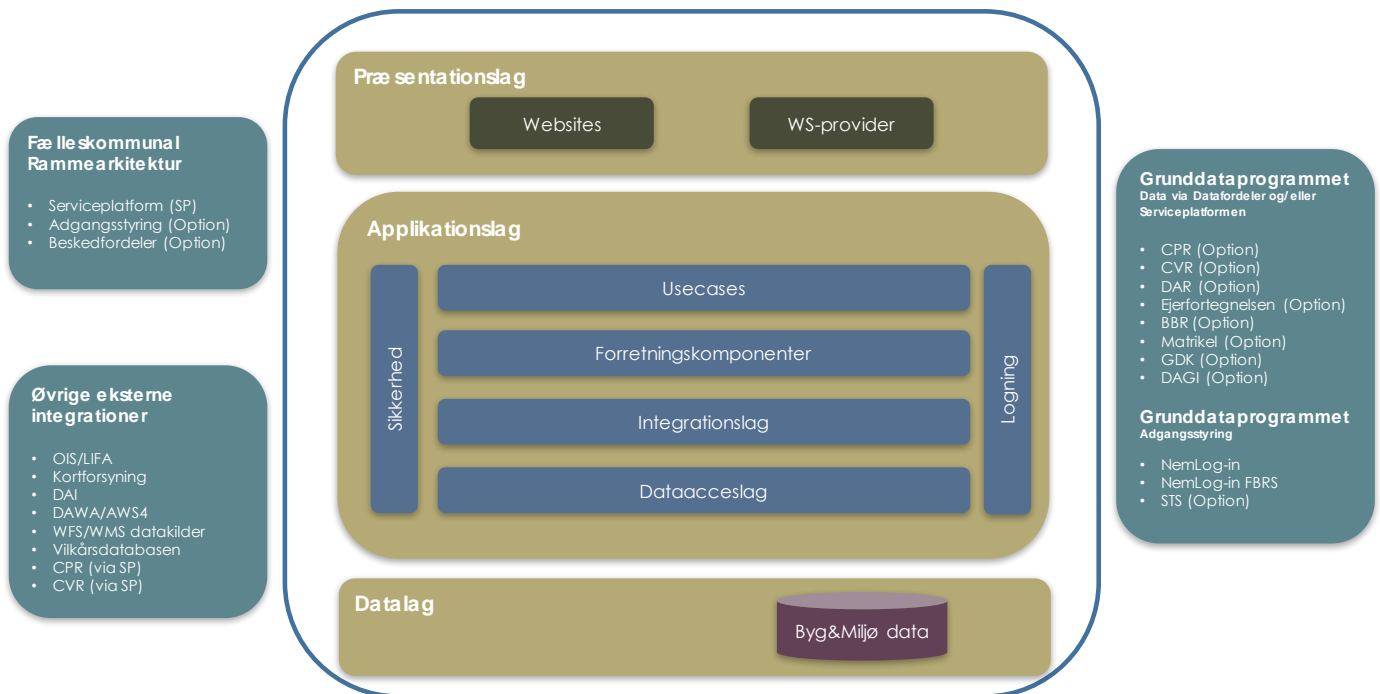 Præsentationslag
Websites
WS-provider
Fælleskommunal
Rammearkitektur
• Serviceplatform (SP)
• Adgangsstyring (Option)
• Beskedfordeler (Option)
Øvrige eksterne
integrationer
• OIS/LIFA
• Kortforsyning
• DAI
• DAWA/AWS4
• WFS/WMS datakilder
• Vilkårsdatabasen
• CPR (via SP)
• CVR (via SP)
Applikationslag
Sikkerhed
Usecases
Forretningskomponenter
Integrationslag
Dataacceslag
Logning
Datalag
Byg&Miljø data
Grunddataprogrammet
Data via Datafordeler og/eller
Serviceplatformen
• CPR (Option)
• CVR (Option)
• DAR (Option)
• Ejerfortegnelsen (Option)
• BBR (Option)
• Matrikel (Option)
• GDK (Option)
• DAGI (Option)
Grunddataprogrammet
Adgangsstyring
• NemLog-in
• NemLog-in FBRS
• STS (Option)